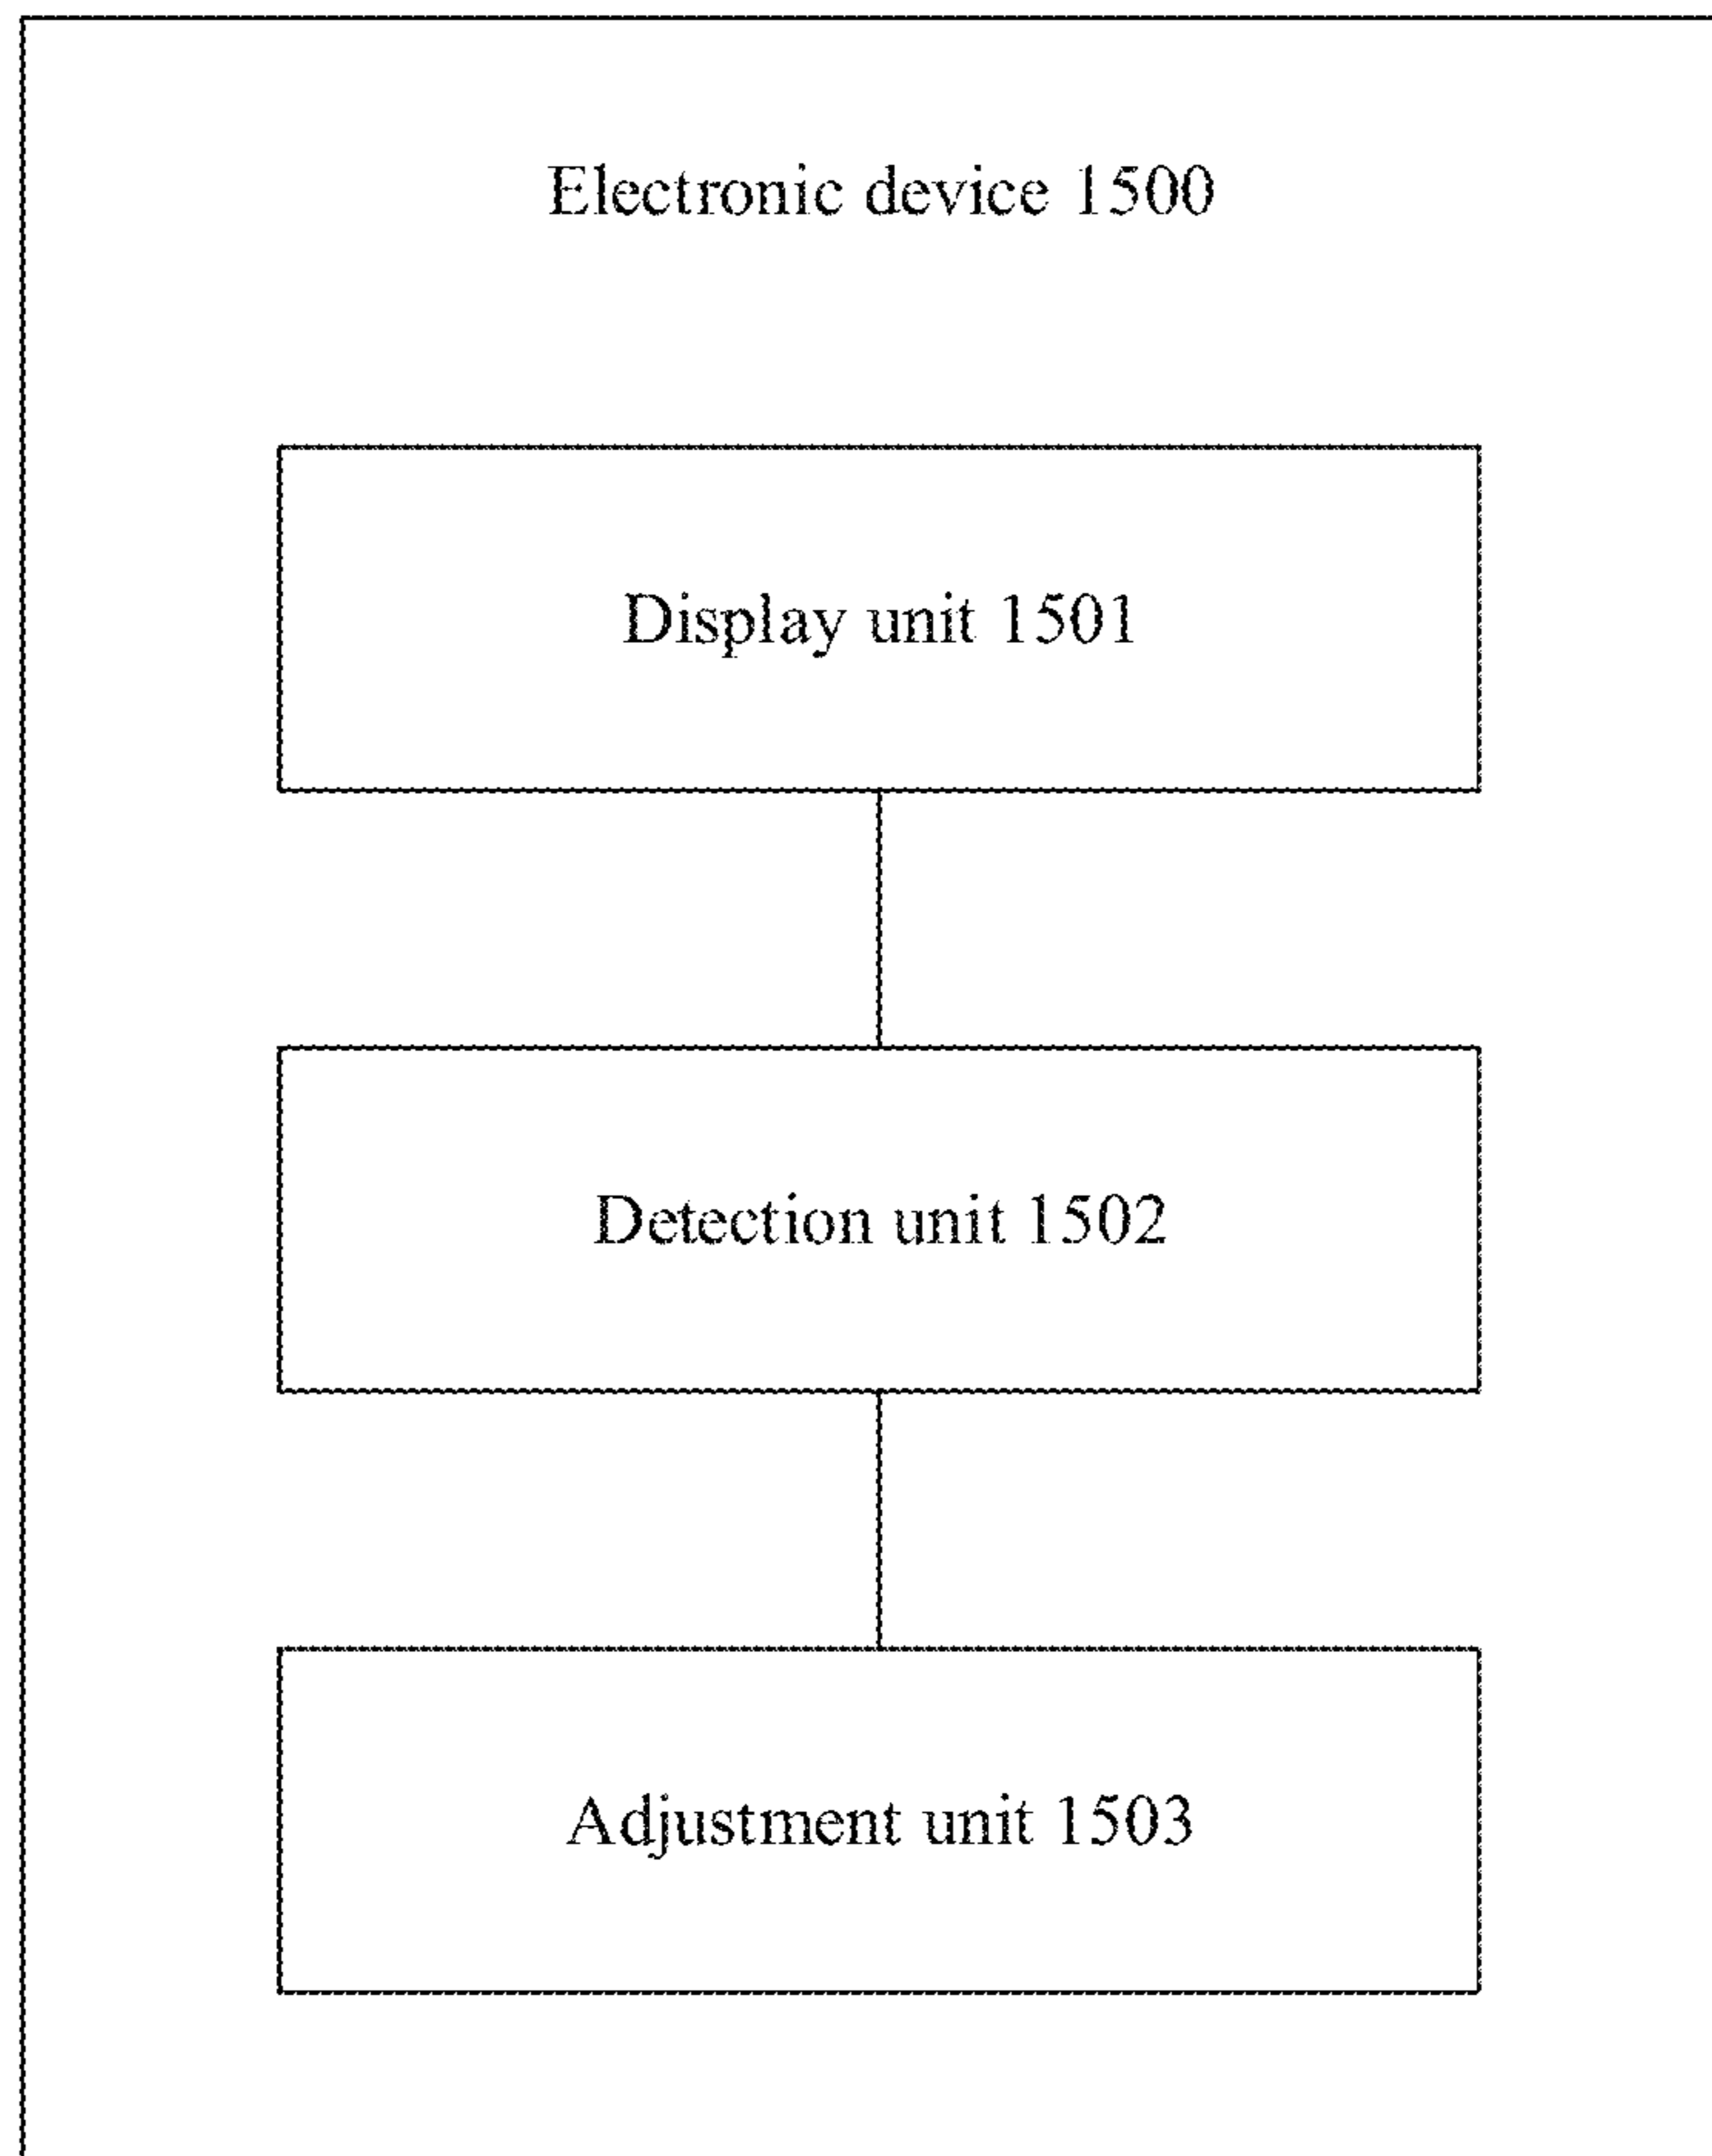 Electronic device 1500
Display unit 1501
Detection unit 1502
Adjustment unit 1503